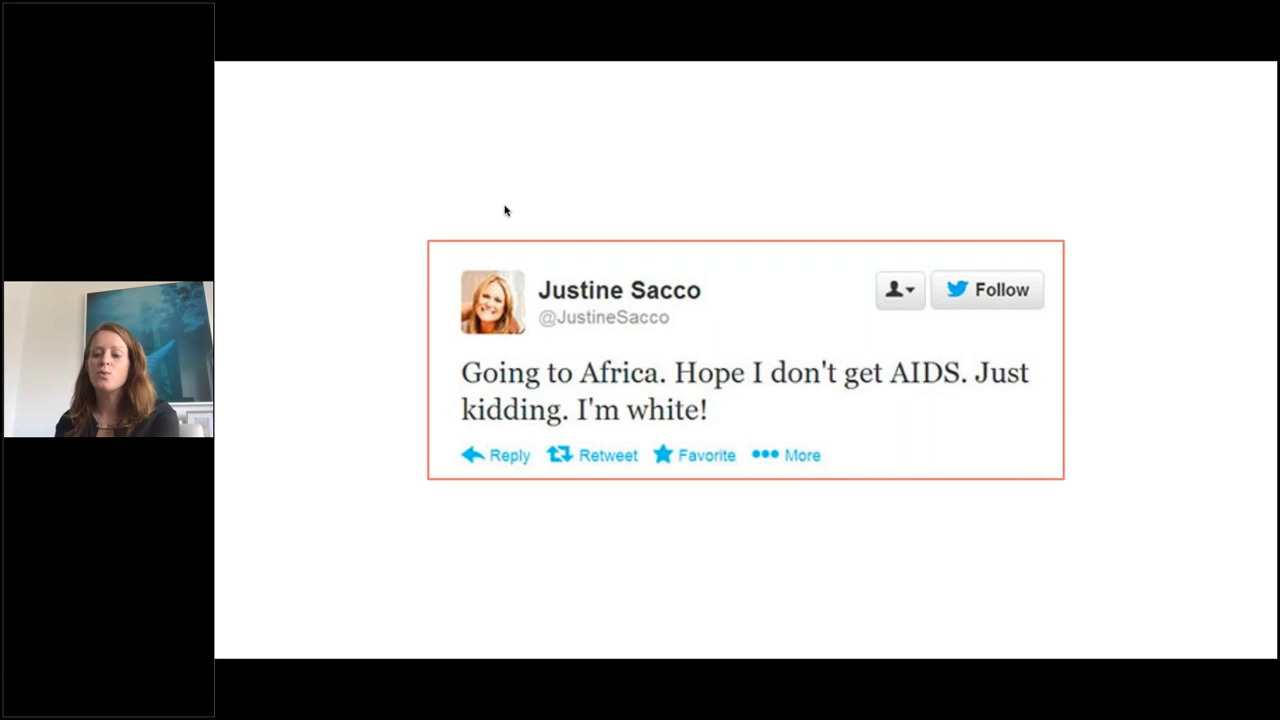 Justine Sacco
@JustineSacco
Follow
Going to Africa. Hope I don't get AIDS. Just
kidding. I'm white!
Reply Retweet Favorite More